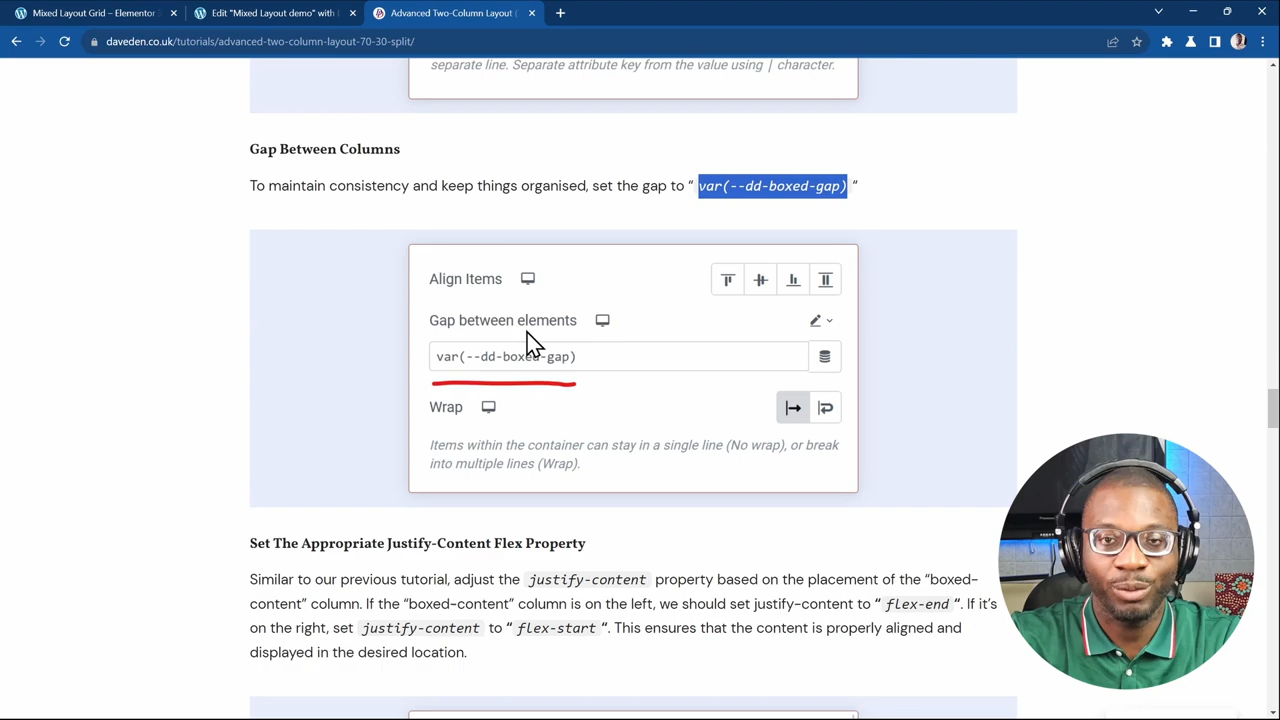 Mixed Layout Grid – Elementor
Edit "Mixed Layout demo" with
Advanced Two-Column Layout (
daveden.co.uk/tutorials/advanced-two-column-layout-70-30-split/
separate line. Separate attribute key from the value using | character.
Gap Between Columns
To maintain consistency and keep things organised, set the gap to “ var(--dd-boxed-gap) “
Align Items
Gap between elements
var(--dd-boxed-gap)
Wrap
Items within the container can stay in a single line (No wrap), or break
into multiple lines (Wrap).
Set The Appropriate Justify-Content Flex Property
Similar to our previous tutorial, adjust the justify-content property based on the placement of the “boxed-
content” column. If the “boxed-content” column is on the left, we should set justify-content to “ flex-end “. If it’s
on the right, set justify-content to “ flex-start “. This ensures that the content is properly aligned and
displayed in the desired location.